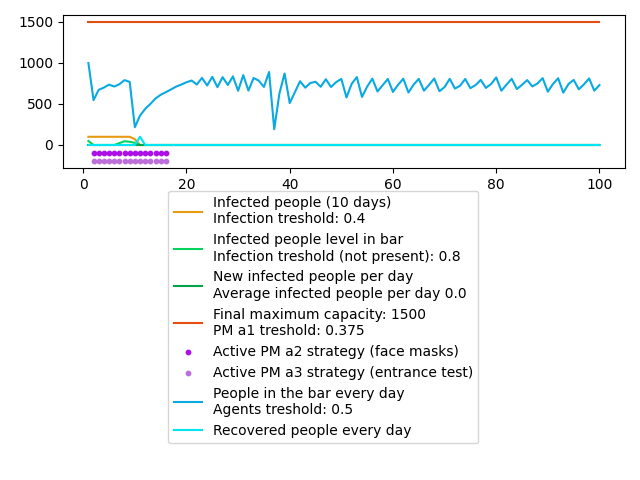 1500
1000
500
0
0 20 40 60 80 100
Infected people (10 days)
Infection treshold: 0.4
Infected people level in bar
Infection treshold (not present): 0.8
New infected people per day
Average infected people per day 0.0
Final maximum capacity: 1500
PM a1 treshold: 0.375
Active PM a2 strategy (face masks)
Active PM a3 strategy (entrance test)
People in the bar every day
Agents treshold: 0.5
Recovered people every day